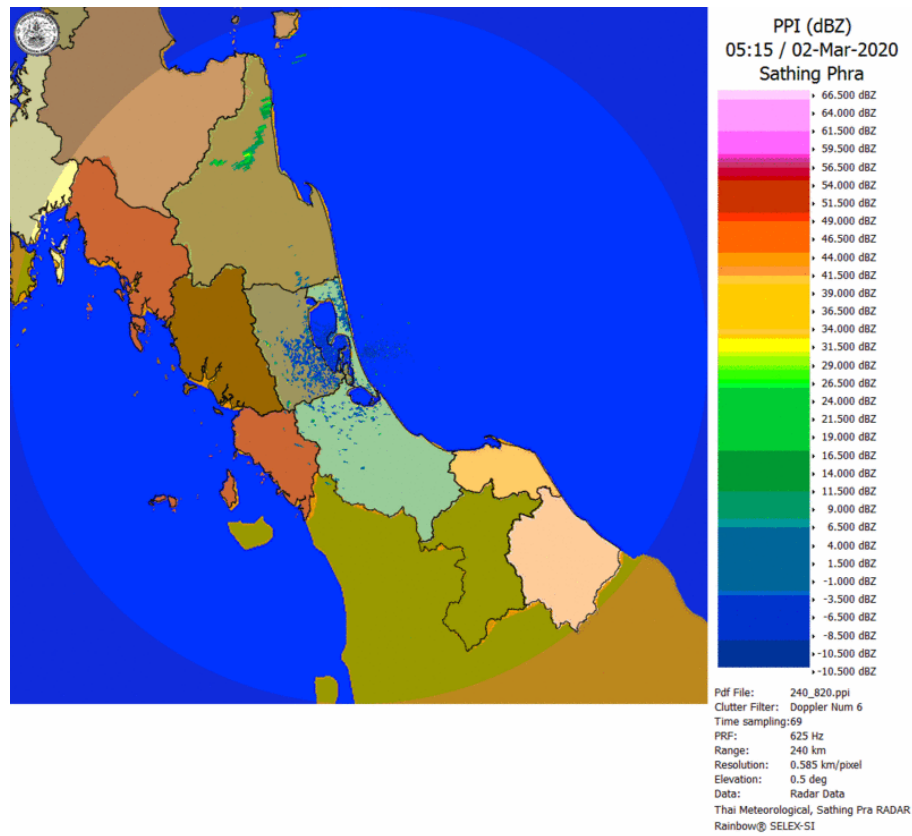 PPI (dBZ)
05:15 / 02-Mar-2020
Sathing Phra
66.500 dBZ
64.000 dBZ
61.500 dBZ
59.500 dBZ
56.500 dBZ
54.000 dBZ
51.500 dBZ
49.000 dBZ
46.500 dBZ
44.000 dBZ
41.500 dBZ
39.000 dBZ
36.500 dBZ
34.000 dBZ
31.500 dBZ
29.000 dBZ
26.500 dBZ
24.000 dBZ
21.500 dBZ
19.000 dBZ
16.500 dBZ
14.000 dBZ
11.500 dBZ
9.000 dBZ
6.500 dBZ
4.000 dBZ
1.500 dBZ
-1.000 dBZ
-3.500 dBZ
-6.500 dBZ
-8.500 dBZ
-10.500 dBZ
-10.500 dBZ
Pdf File: 240_820.ppi
Clutter Filter: Doppler Num 6
Time sampling:69
PRF: 625 Hz
Range: 240 km
Resolution: 0.585 km/pixel
Elevation: 0.5 deg
Data: Radar Data
Thai Meteorological, Sathing Pra RADAR
Rainbow® SELEX-SI